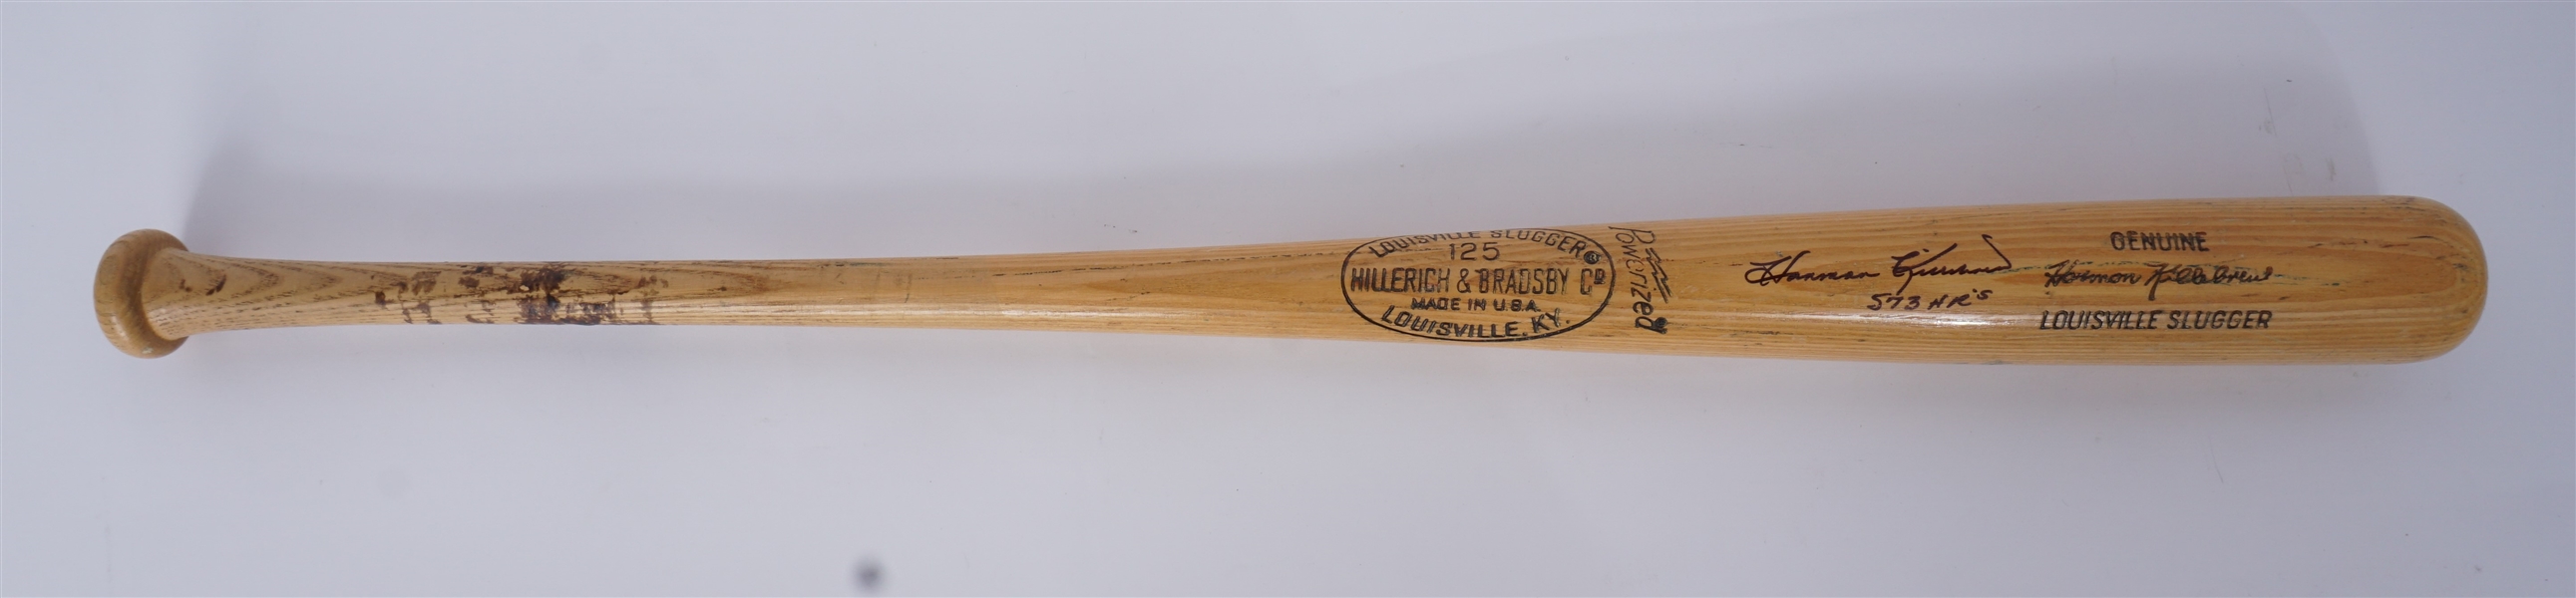 LOUISVILLE SLUGGER
125
HILLERICH & BRADSBY CO
MADE IN U.S.A.
LOUISVILLE, KY.
Powerized
Harmon Killebrew
573 HR'S
GENUINE
Harmon Killebrew
LOUISVILLE SLUGGER